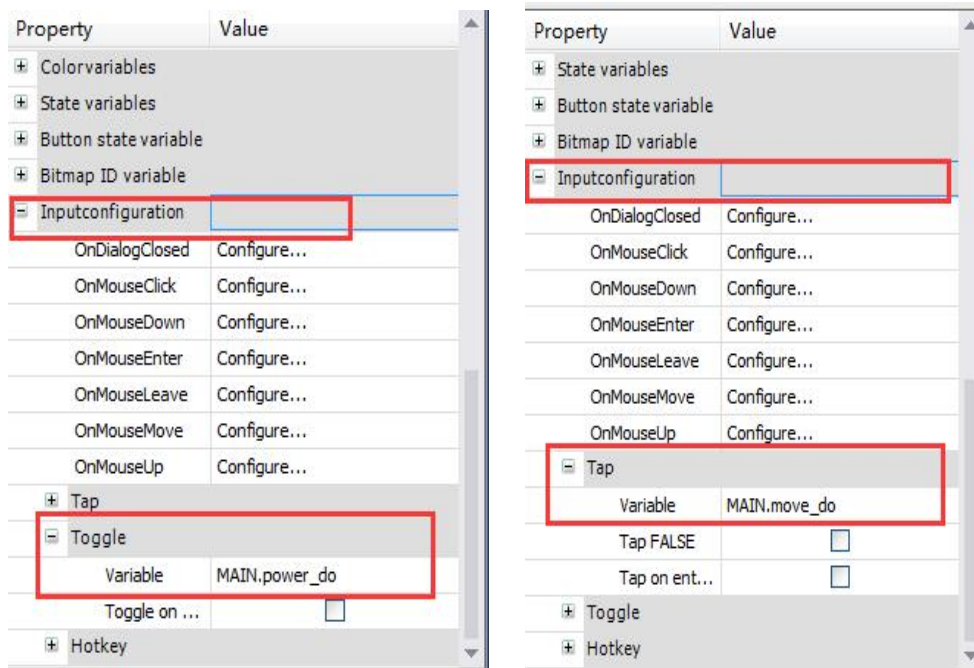 Property Value
Colorvariables
State variables
Button state variable
Bitmap ID variable
Inputconfiguration
OnDialogClosed Configure...
OnMouseClick Configure...
OnMouseDown Configure...
OnMouseEnter Configure...
OnMouseLeave Configure...
OnMouseMove Configure...
OnMouseUp Configure...
Tap
Toggle
Variable MAIN.power_do
Toggle on ...
Hotkey
Property Value
State variables
Button state variable
Bitmap ID variable
Inputconfiguration
OnDialogClosed Configure...
OnMouseClick Configure...
OnMouseDown Configure...
OnMouseEnter Configure...
OnMouseLeave Configure...
OnMouseMove Configure...
OnMouseUp Configure...
Tap
Variable MAIN.move_do
Tap FALSE
Tap on ent...
Toggle
Hotkey